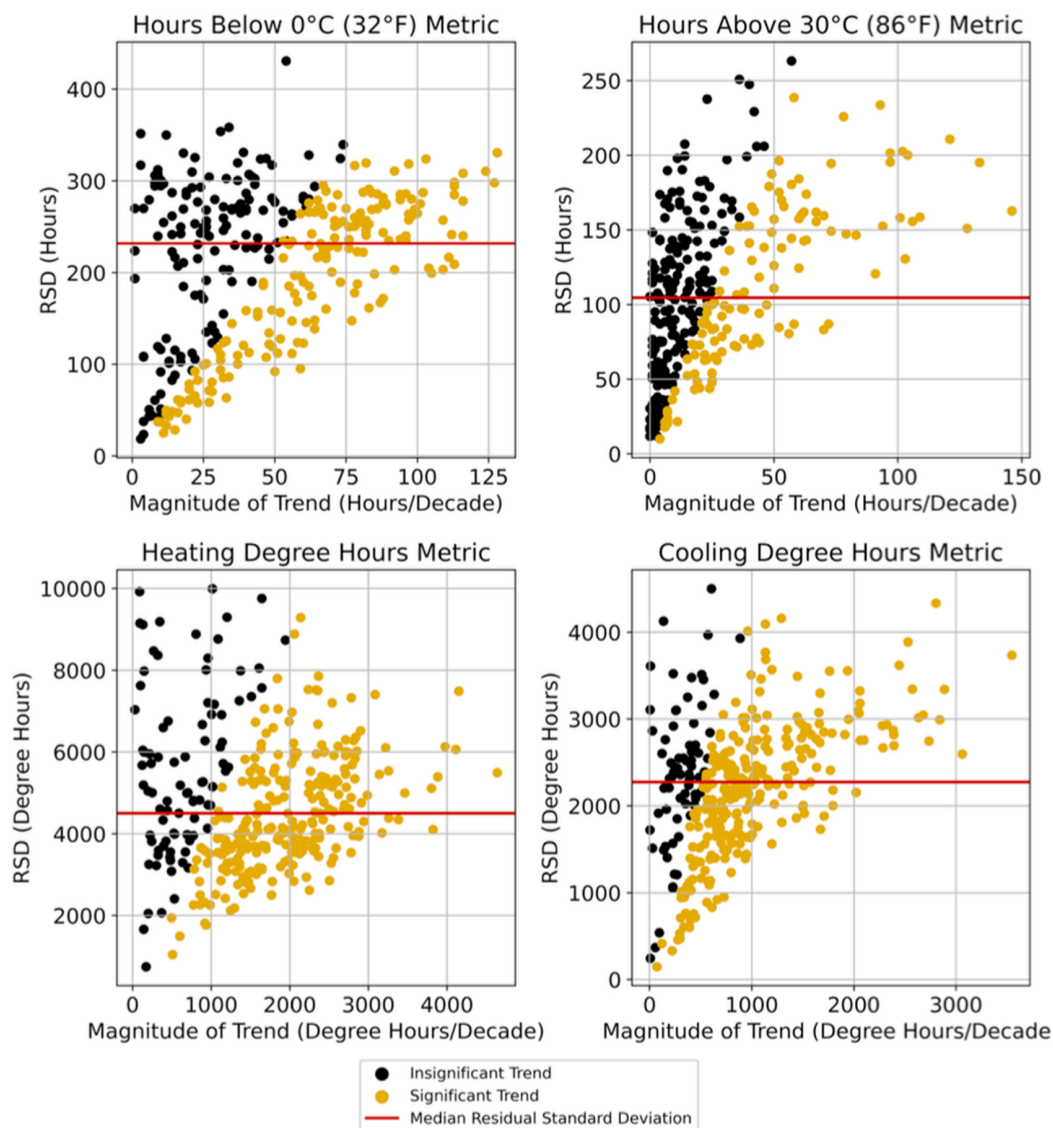 Hours Below 0°C (32°F) Metric
RSD (Hours)
400
300
200
100
0
0 25 50 75 100 125
Magnitude of Trend (Hours/Decade)
Hours Above 30°C (86°F) Metric
RSD (Hours)
250
200
150
100
50
0
0 50 100 150
Magnitude of Trend (Hours/Decade)
Heating Degree Hours Metric
RSD (Degree Hours)
10000
8000
6000
4000
2000
0 1000 2000 3000 4000
Magnitude of Trend (Degree Hours/Decade)
Cooling Degree Hours Metric
RSD (Degree Hours)
4000
3000
2000
1000
0
0 1000 2000 3000
Magnitude of Trend (Degree Hours/Decade
Insignificant Trend
Significant Trend
Median Residual Standard Deviation